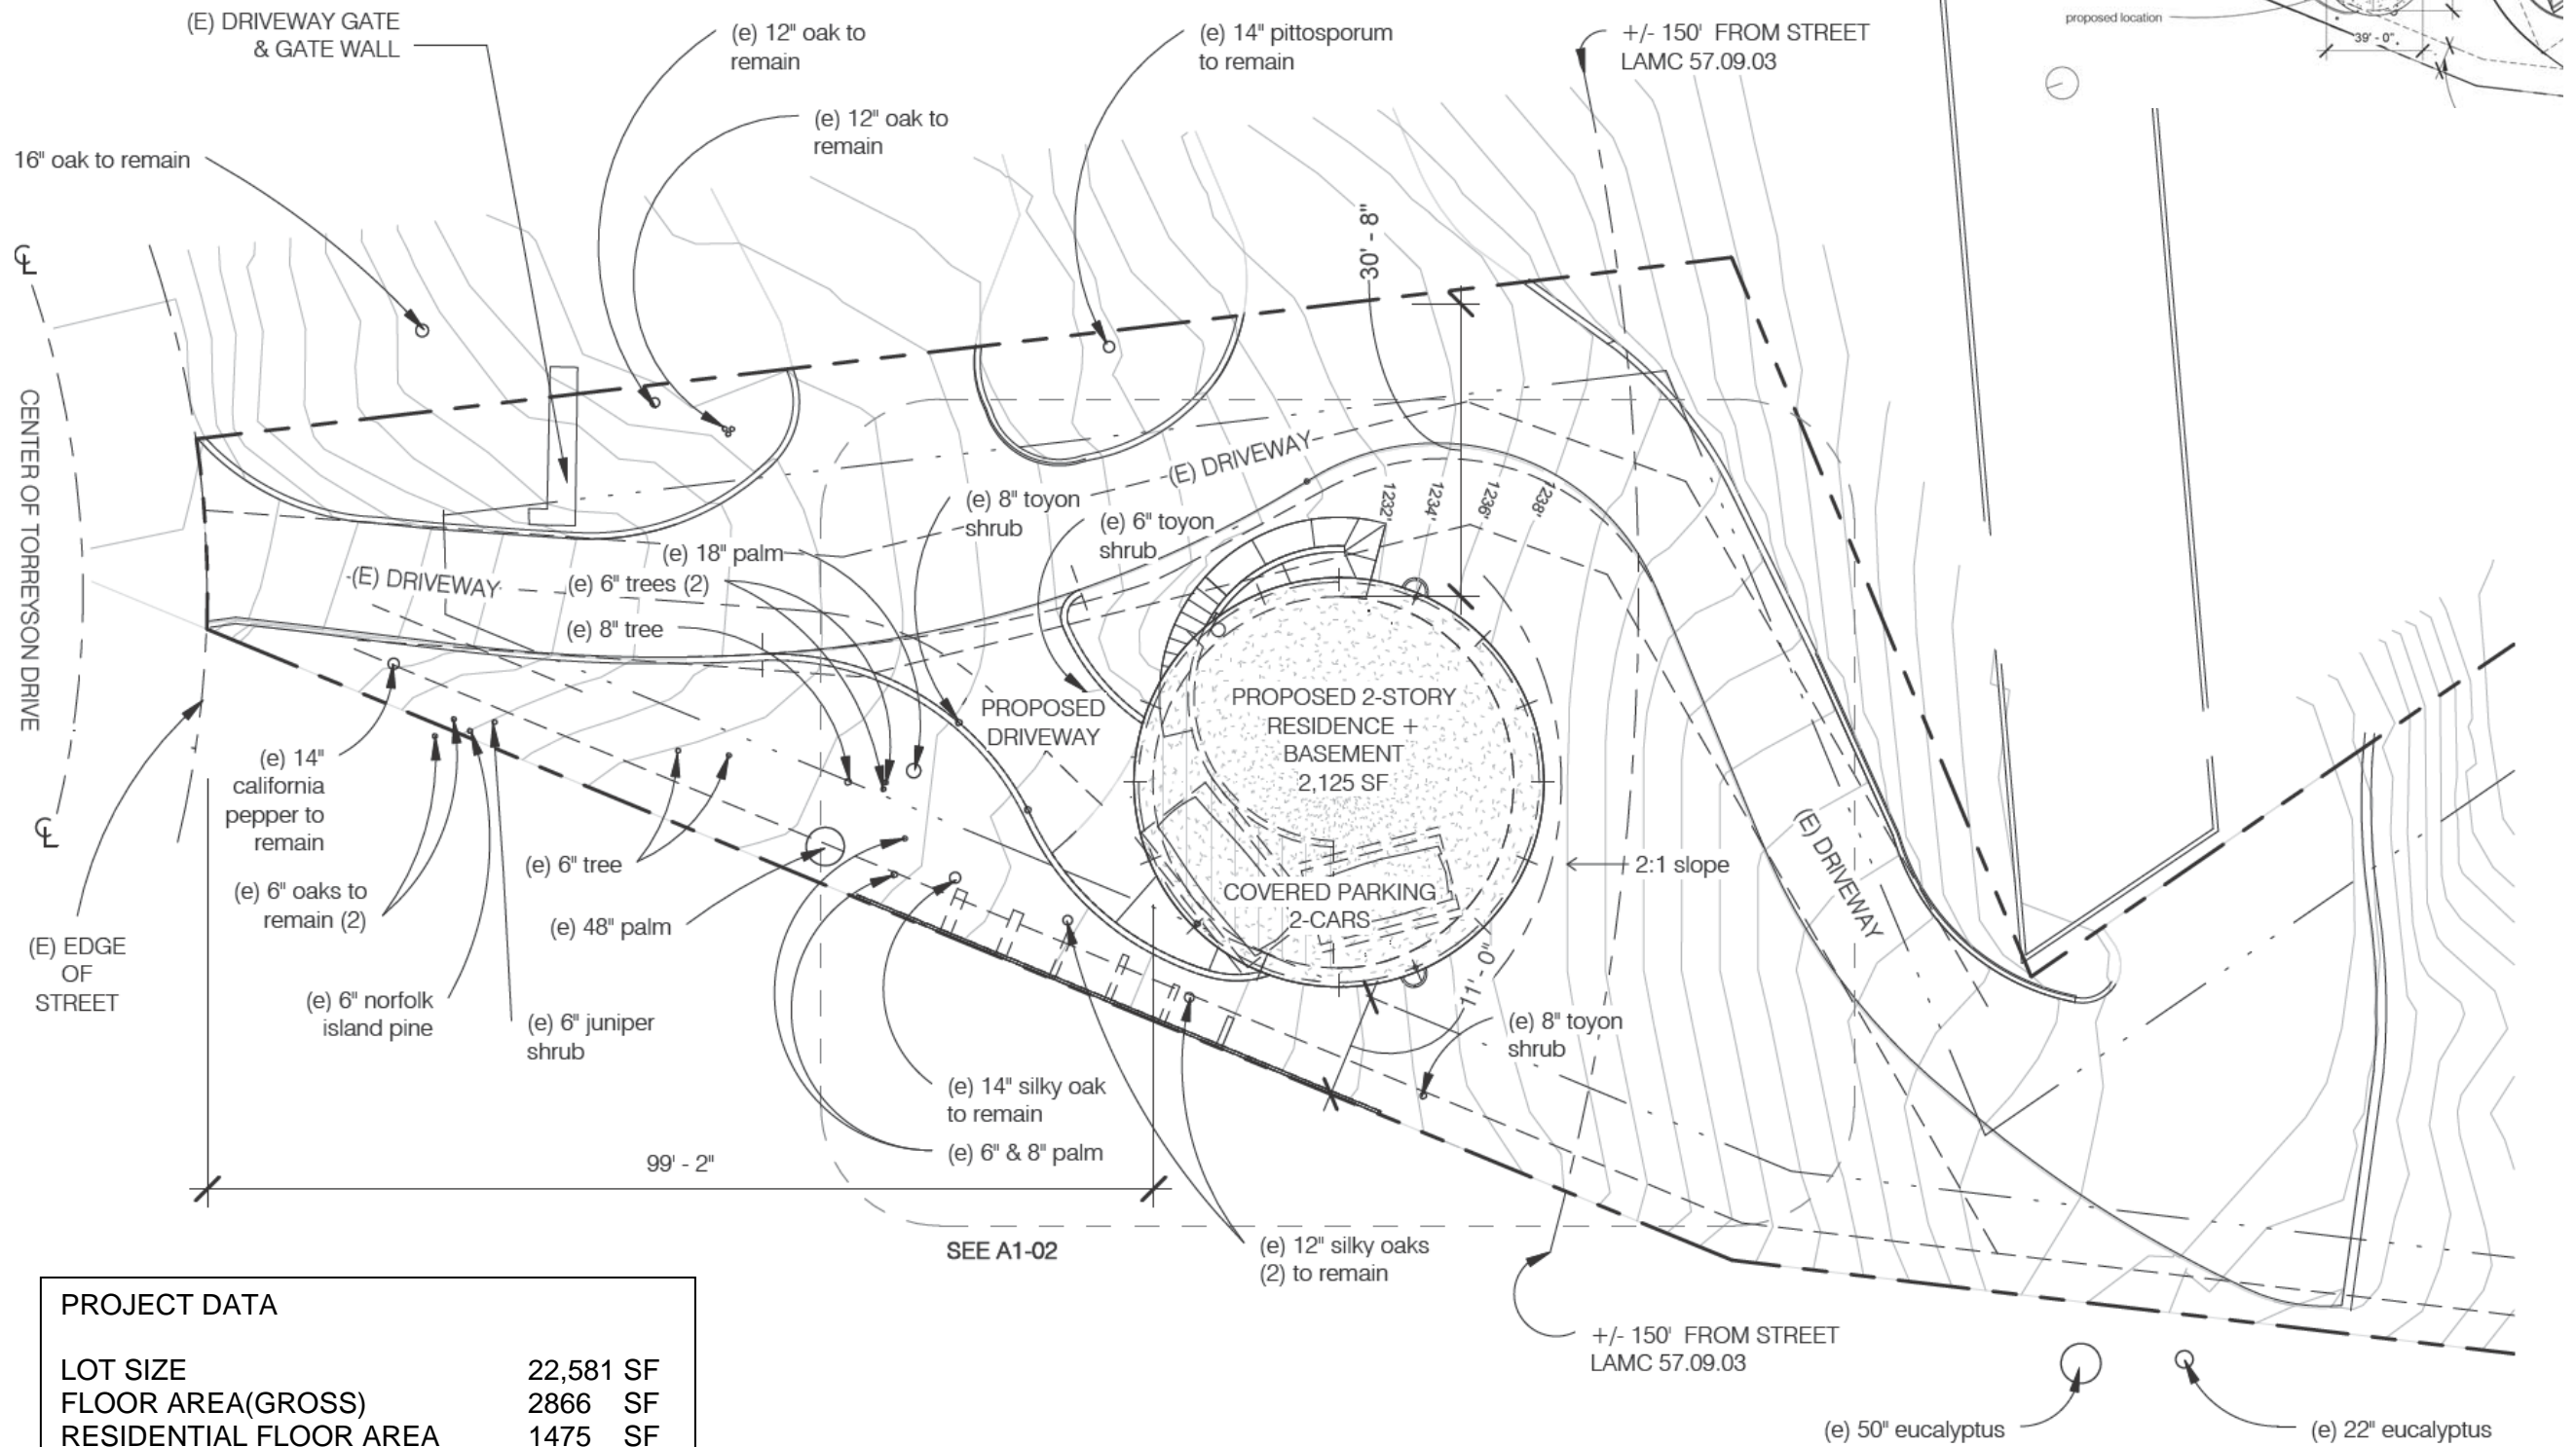 (E) DRIVEWAY GATE
& GATE WALL
(e) 12" oak to
remain
(e) 14" pittosporum
to remain
+/- 150' FROM STREET
LAMC 57.09.03
proposed location
39' - 0"
(e) 12" oak to
remain
16" oak to remain
30' - 8"
CENTER OF TORREYSON DRIVE
(E) DRIVEWAY
1232'
1234'
1236'
1238'
(e) 8" toyon
shrub
(e) 6" toyon
shrub
(e) 18" palm
(E) DRIVEWAY
(e) 6" trees (2)
(e) 8" tree
PROPOSED
DRIVEWAY
PROPOSED 2-STORY
RESIDENCE +
BASEMENT
2,125 SF
(e) 14"
california
pepper to
remain
(e) 6" tree
2:1 slope
(E) DRIVEWAY
(e) 6" oaks to
remain (2)
COVERED PARKING
2-CARS
(e) 48" palm
(E) EDGE
OF
STREET
(e) 6" norfolk
island pine
(e) 6" juniper
shrub
11' - 0"
(e) 8" toyon
shrub
(e) 14" silky oak
to remain
(e) 6" & 8" palm
99' - 2"
SEE A1-02
(e) 12" silky oaks
(2) to remain
+/- 150' FROM STREET
LAMC 57.09.03
(e) 50" eucalyptus
(e) 22" eucalyptus
PROJECT DATA
LOT SIZE 22,581 SF
FLOOR AREA(GROSS) 2866 SF
RESIDENTIAL FLOOR AREA 1475 SF